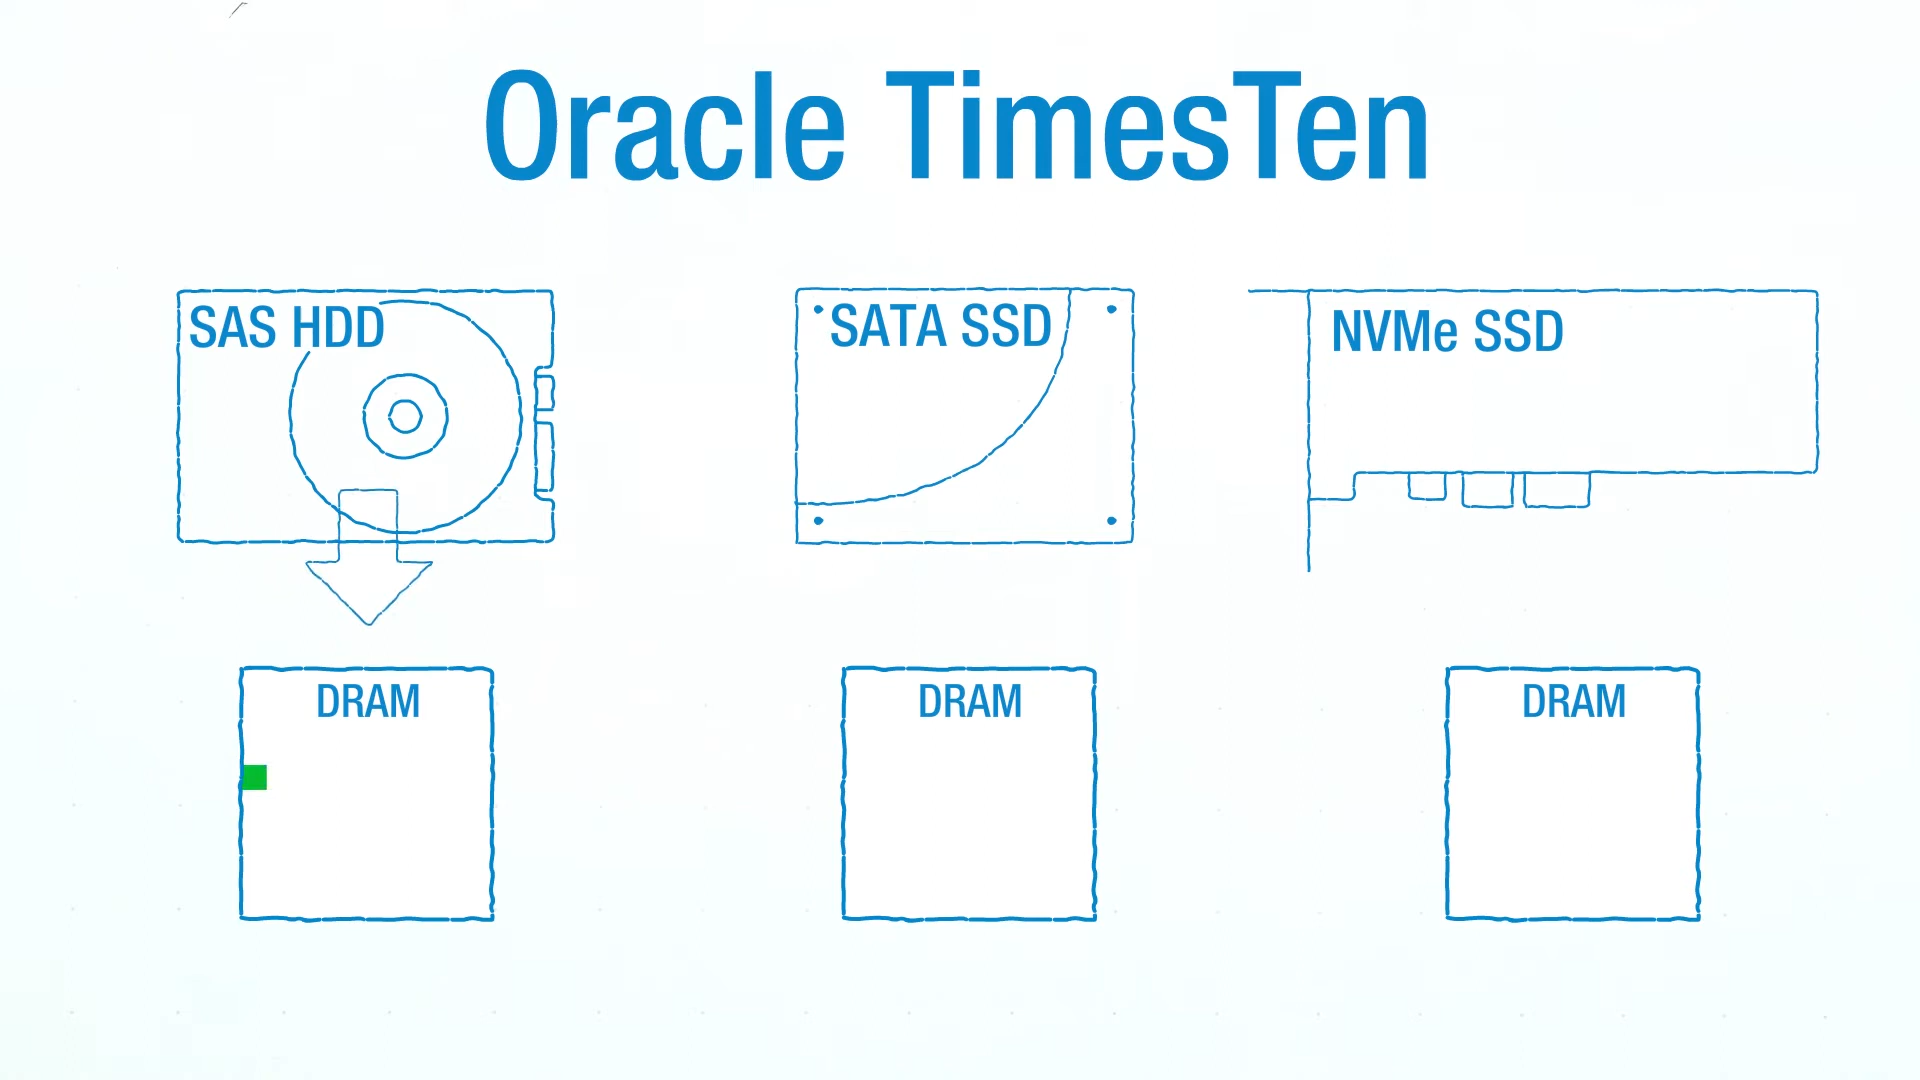 Oracle TimesTen
SAS HDD
SATA SSD
NVMe SSD
DRAM
DRAM
DRAM